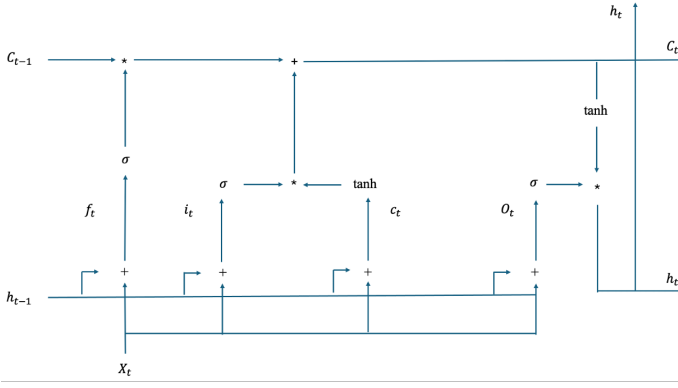 h_t
C_{t-1} * + C_t
tanh
σ
σ * tanh σ *
f_t i_t c_t O_t
+ + + +
h_{t-1} h_t
X_t